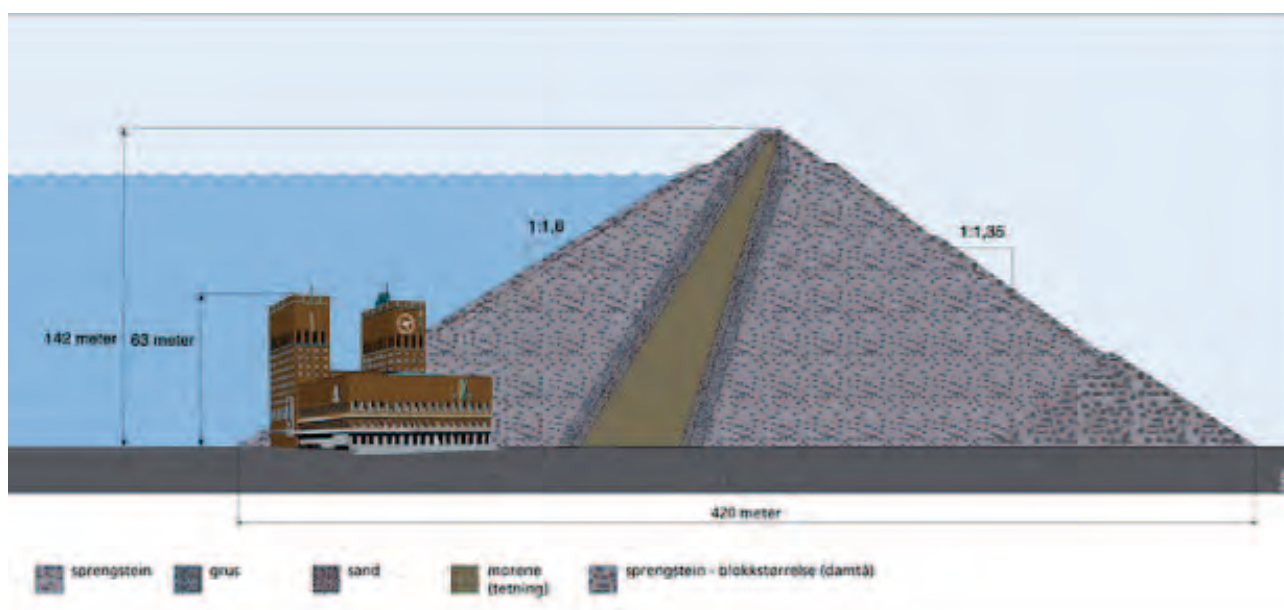 1:1,8
1:1,35
142 meter
63 meter
420 meter
sprengstein
grus
sand
morene
(tetning)
sprengstein - blokkstørrelse (damtå)